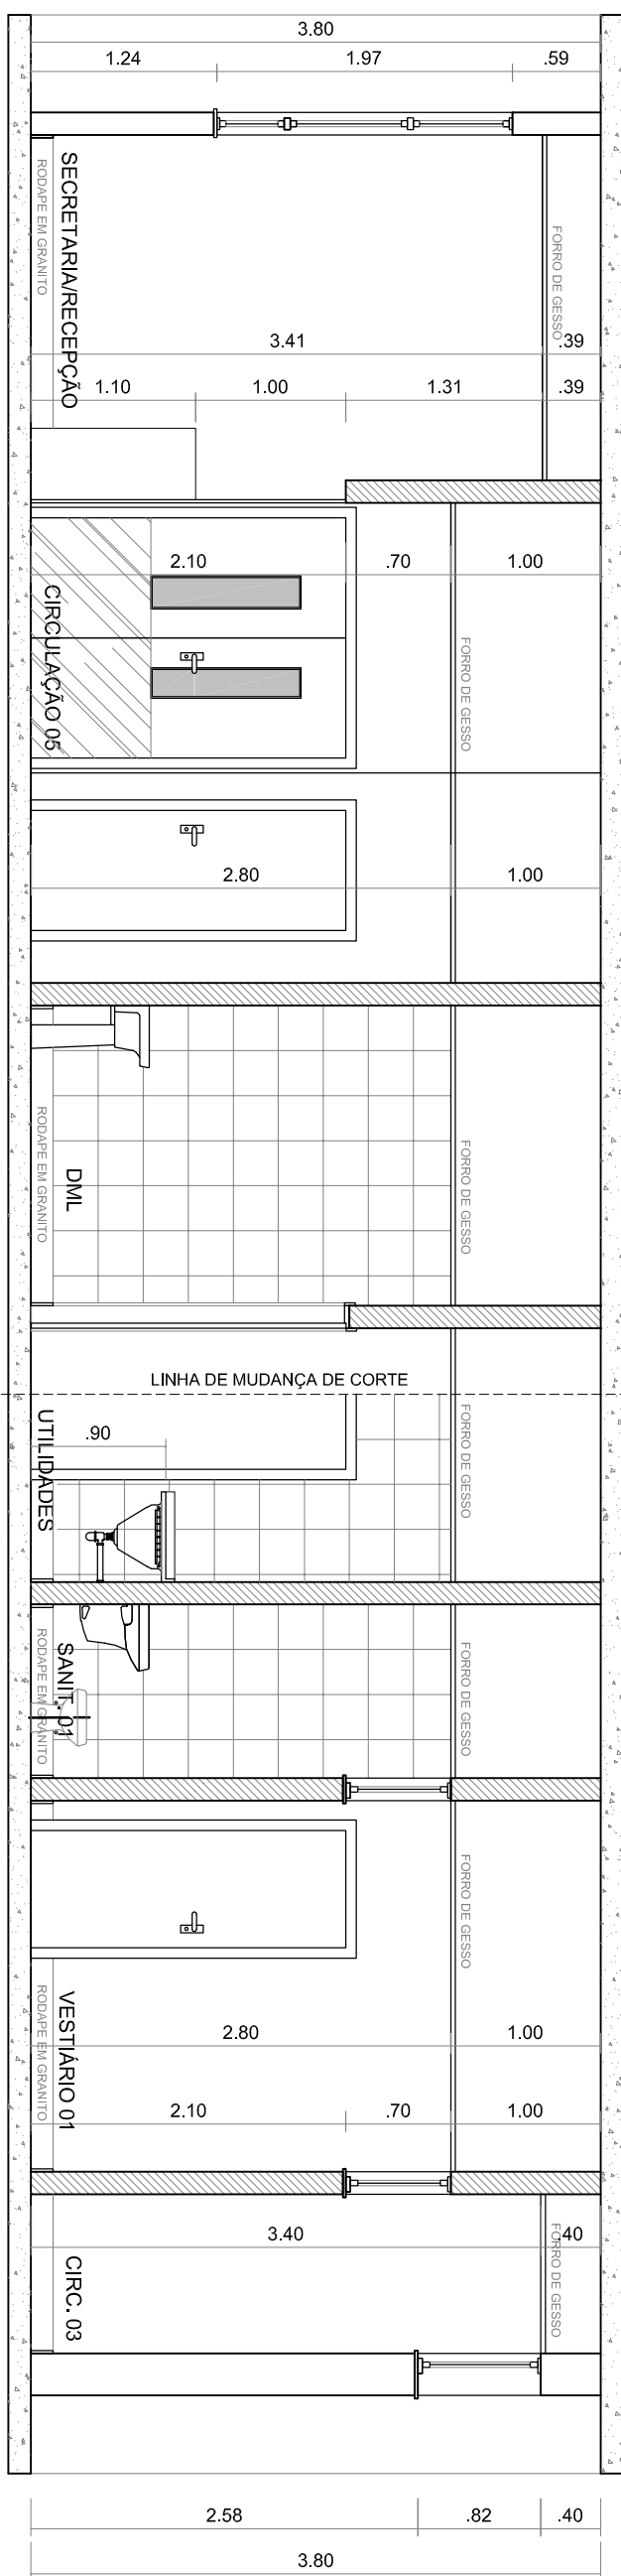 3.80
1.24
1.97
.59
SECRETARIA/RECEPÇÃO
RODAPE EM GRANITO
FORRO DE GESSO
3.41
.39
1.10
1.00
1.31
.39
2.10
.70
1.00
CIRCULAÇÃO 05
FORRO DE GESSO
2.80
1.00
RODAPE EM GRANITO
DML
FORRO DE GESSO
LINHA DE MUDANÇA DE CORTE
.90
UTILIDADES
FORRO DE GESSO
SANIT. 01
RODAPE EM GRANITO
FORRO DE GESSO
FORRO DE GESSO
VESTIÁRIO 01
RODAPE EM GRANITO
2.80
1.00
2.10
.70
1.00
3.40
.40
FORRO DE GESSO
CIRC. 03
2.58
.82
.40
3.80